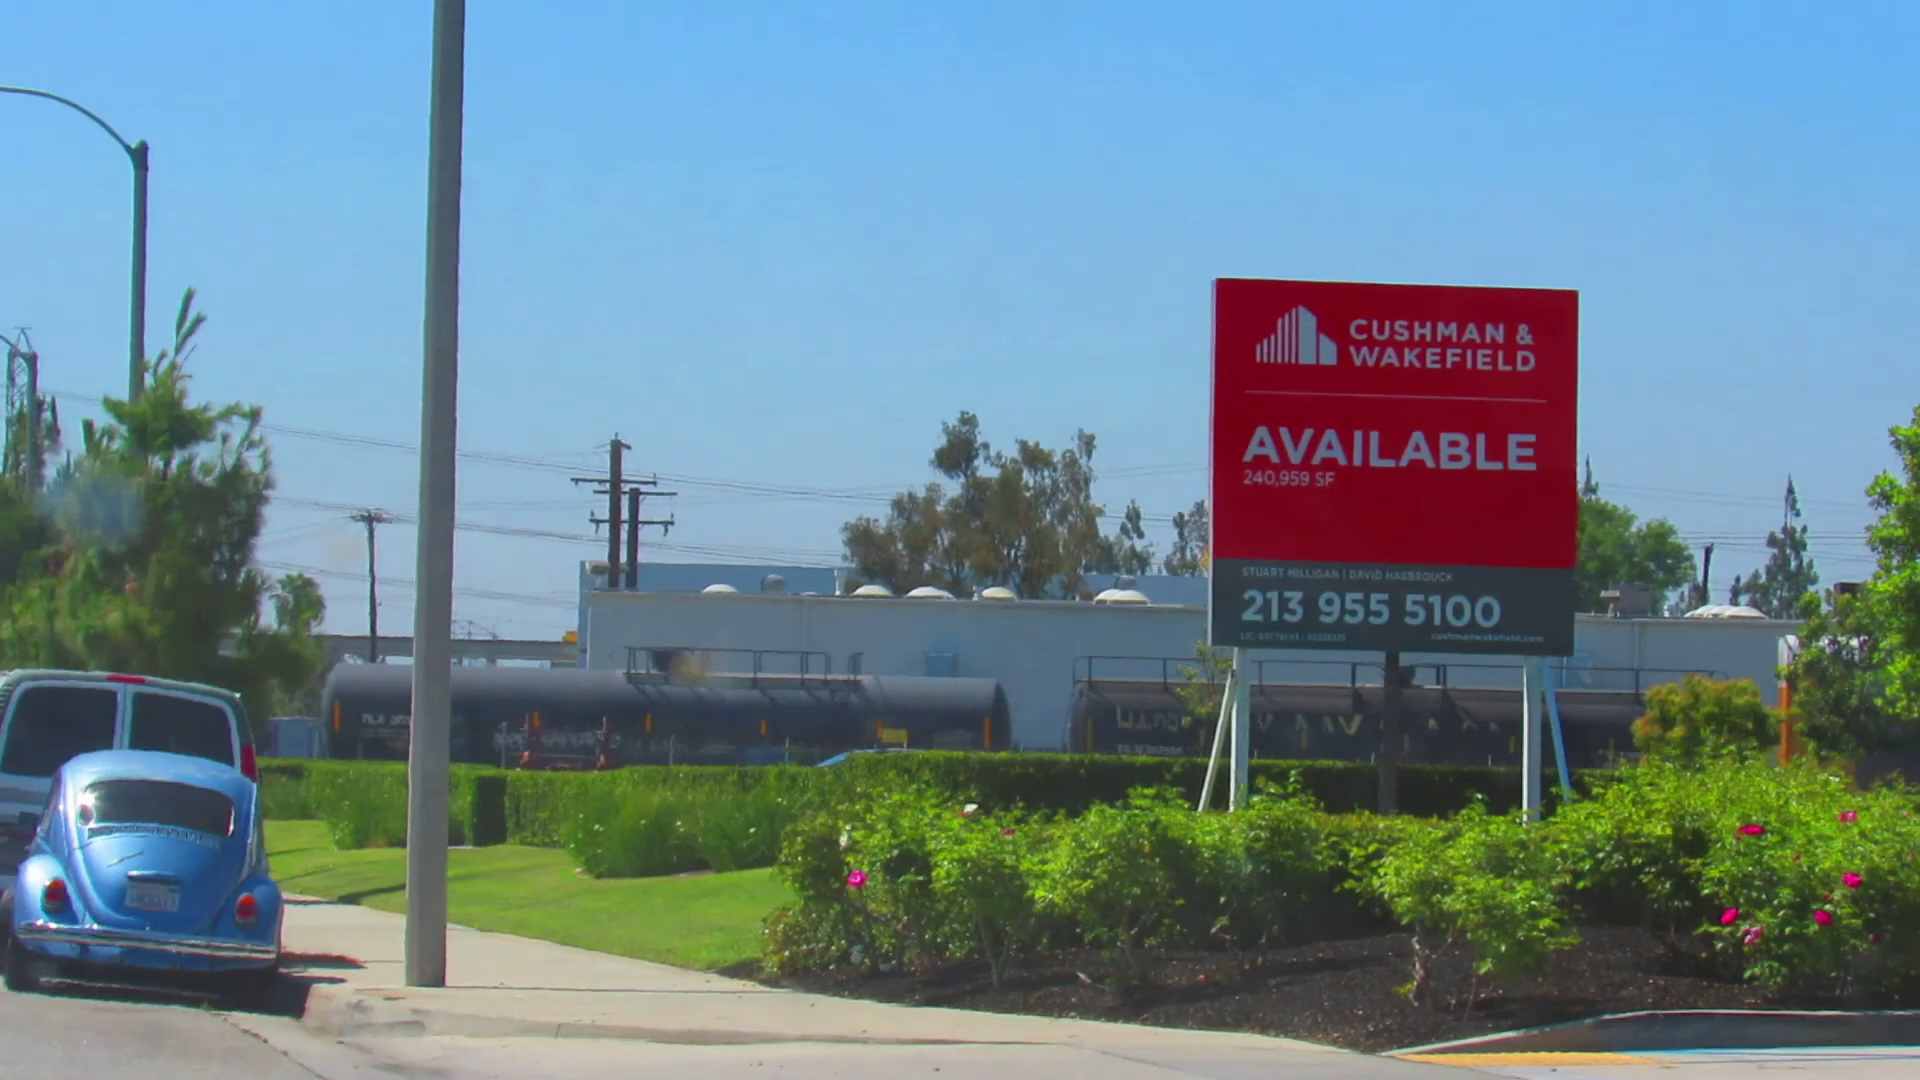 CUSHMAN &
WAKEFIELD
AVAILABLE
240,959 SF
STUART MILLIGAN | DAVID HASBROUCK
213 955 5100
cushmanwakefield.com